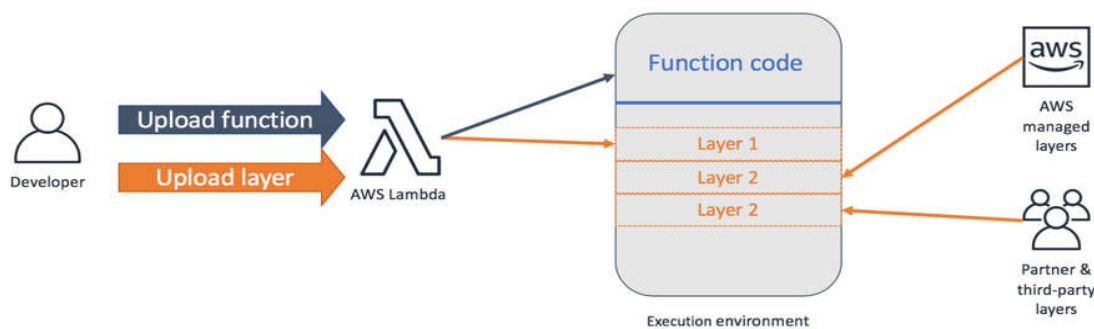 Developer
Upload function
Upload layer
AWS Lambda
Function code
Layer 1
Layer 2
Layer 2
Execution environment
aws
AWS
managed
layers
Partner &
third-party
layers